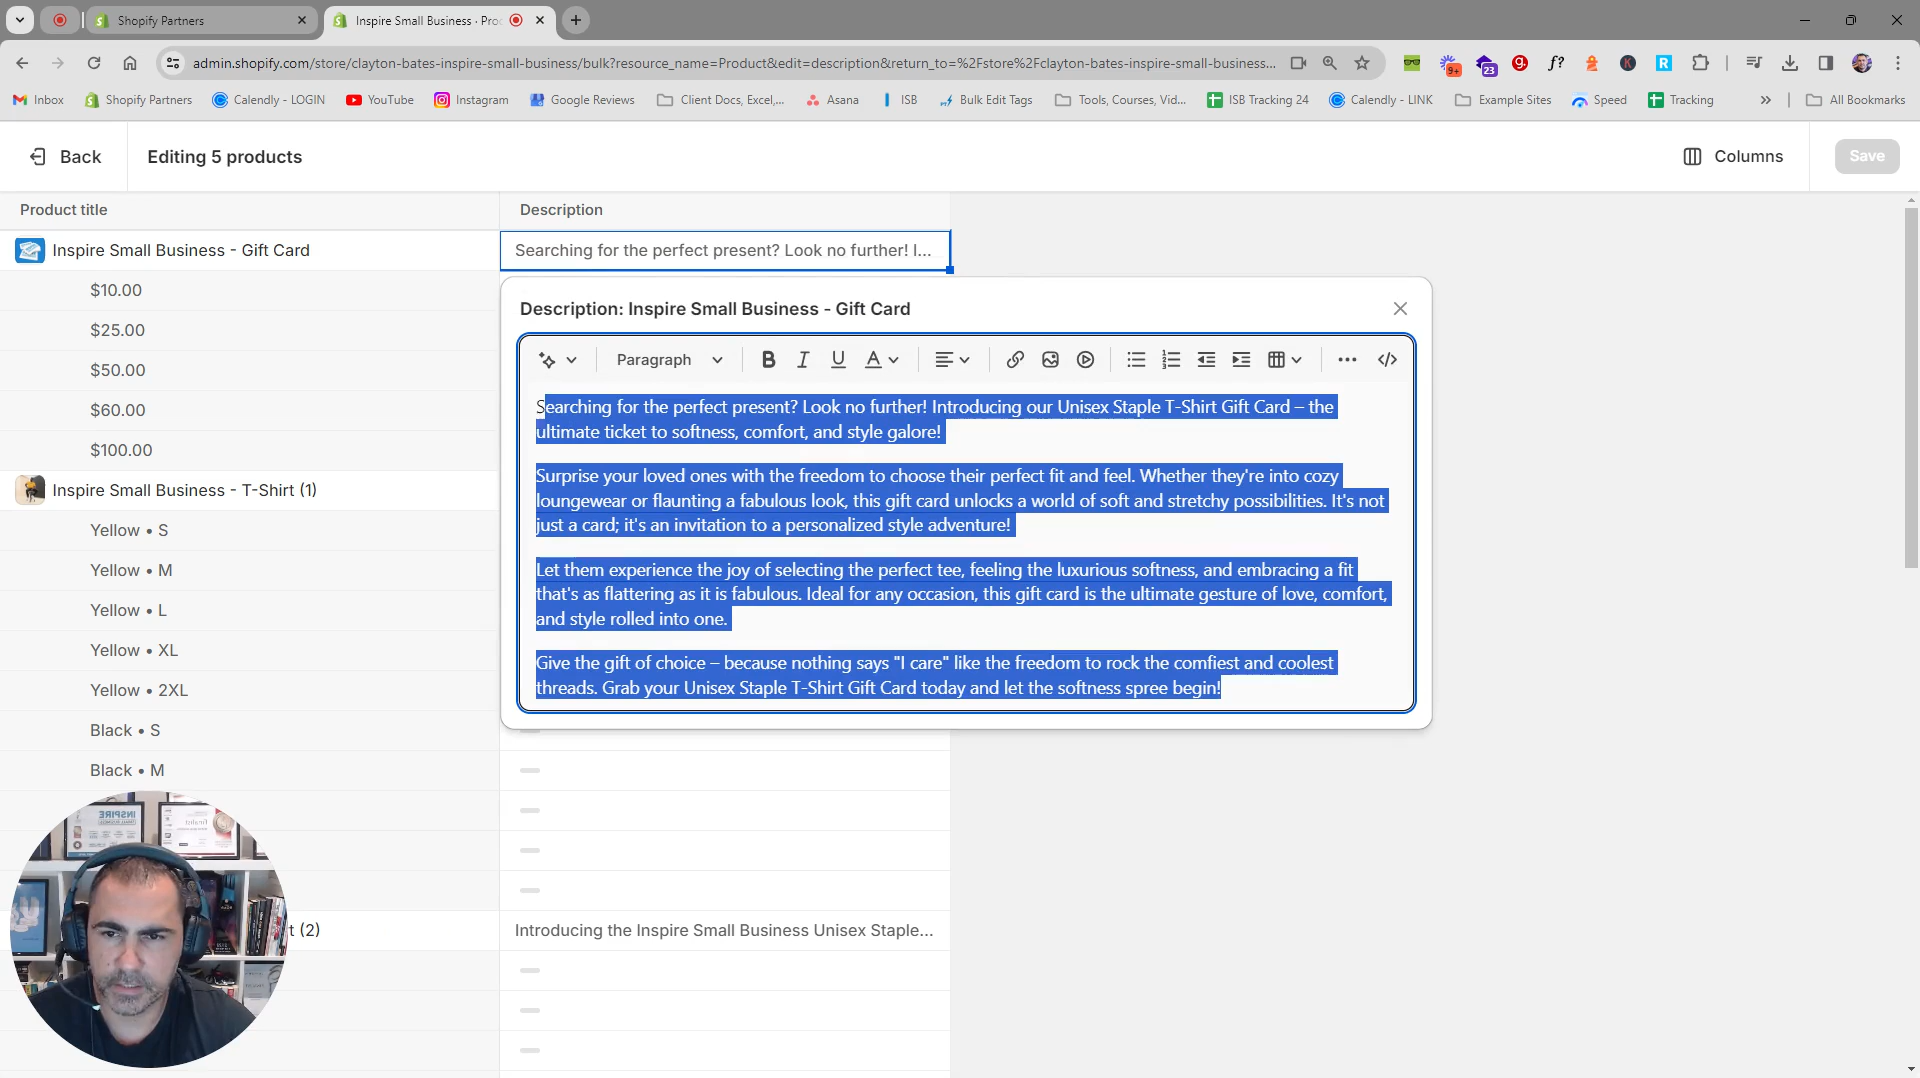 Shopify Partners
Inspire Small Business · Proc
admin.shopify.com/store/clayton-bates-inspire-small-business/bulk?resource_name=Product&edit=description&return_to=%2Fstore%2Fclayton-bates-inspire-small-business...
9+
23
Inbox
Shopify Partners
Calendly - LOGIN
YouTube
Instagram
Google Reviews
Client Docs, Excel,...
Asana
ISB
Bulk Edit Tags
Tools, Courses, Vid...
ISB Tracking 24
Calendly - LINK
Example Sites
Speed
Tracking
All Bookmarks
Back
Editing 5 products
Columns
Save
Product title
Description
Inspire Small Business - Gift Card
Searching for the perfect present? Look no further! I...
$10.00
$25.00
$50.00
$60.00
$100.00
Inspire Small Business - T-Shirt (1)
Yellow • S
Yellow • M
Yellow • L
Yellow • XL
Yellow • 2XL
Black • S
Black • M
t (2)
Introducing the Inspire Small Business Unisex Staple...
Description: Inspire Small Business - Gift Card
Paragraph
Searching for the perfect present? Look no further! Introducing our Unisex Staple T-Shirt Gift Card – the
ultimate ticket to softness, comfort, and style galore!
Surprise your loved ones with the freedom to choose their perfect fit and feel. Whether they're into cozy
loungewear or flaunting a fabulous look, this gift card unlocks a world of soft and stretchy possibilities. It's not
just a card; it's an invitation to a personalized style adventure!
Let them experience the joy of selecting the perfect tee, feeling the luxurious softness, and embracing a fit
that's as flattering as it is fabulous. Ideal for any occasion, this gift card is the ultimate gesture of love, comfort,
and style rolled into one.
Give the gift of choice – because nothing says "I care" like the freedom to rock the comfiest and coolest
threads. Grab your Unisex Staple T-Shirt Gift Card today and let the softness spree begin!